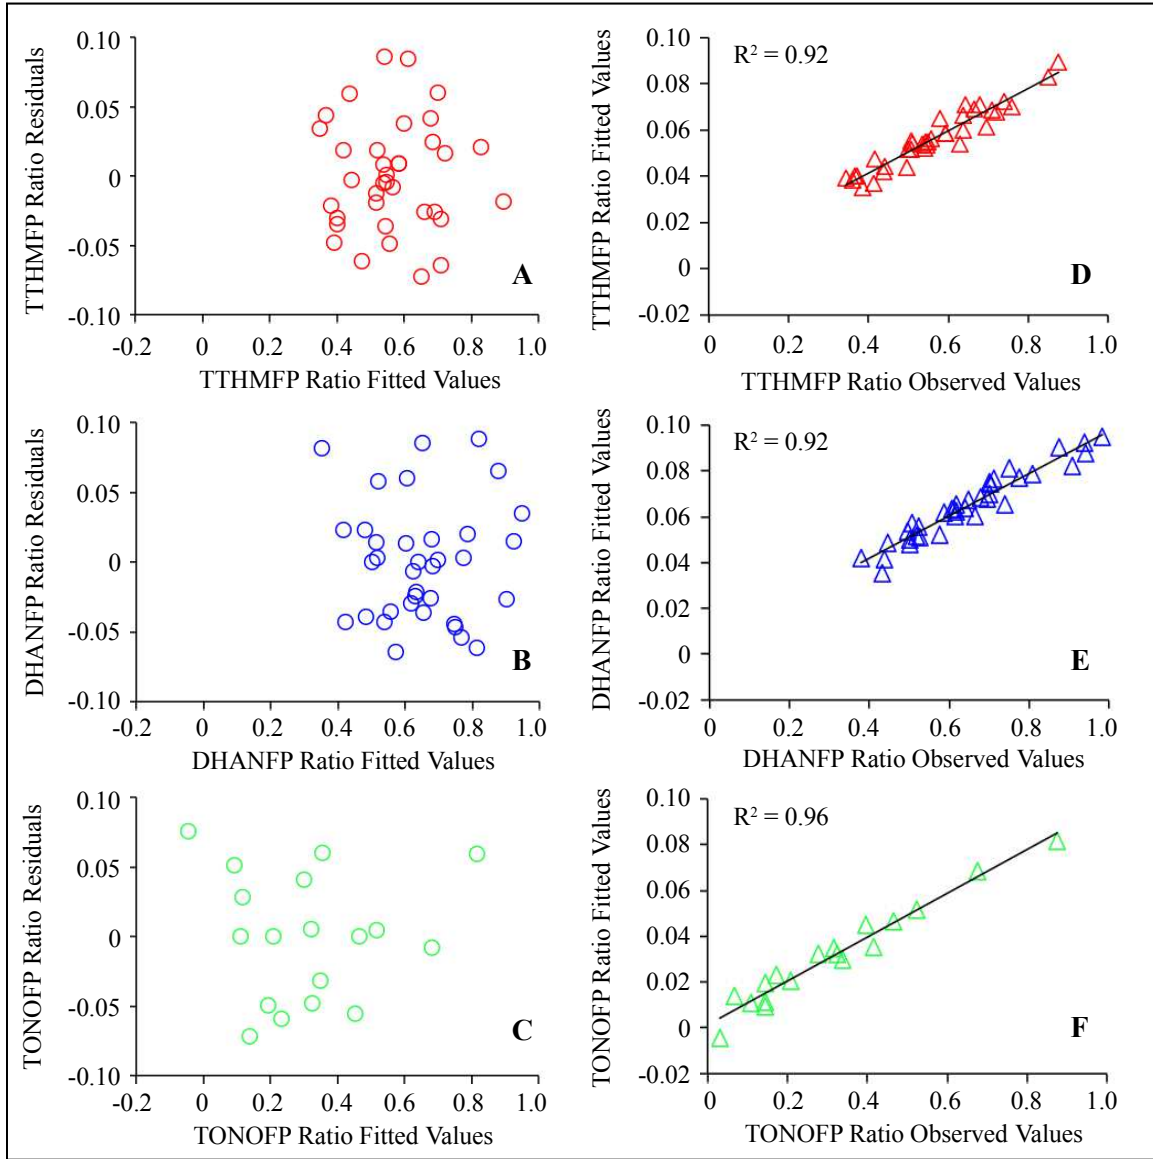 TTHMFP Ratio Residuals
0.10
0.05
0
-0.05
-0.10
-0.2 0 0.2 0.4 0.6 0.8 1.0
TTHMFP Ratio Fitted Values
A
TTHMFP Ratio Fitted Values
0.10
0.08
0.06
0.04
0.02
0
-0.02
0 0.2 0.4 0.6 0.8 1.0
TTHMFP Ratio Observed Values
R² = 0.92
D
DHANFP Ratio Residuals
0.10
0.05
0
-0.05
-0.10
-0.2 0 0.2 0.4 0.6 0.8 1.0
DHANFP Ratio Fitted Values
B
DHANFP Ratio Fitted Values
0.10
0.08
0.06
0.04
0.02
0
-0.02
0 0.2 0.4 0.6 0.8 1.0
DHANFP Ratio Observed Values
R² = 0.92
E
TONOFP Ratio Residuals
0.10
0.05
0
-0.05
-0.10
-0.2 0 0.2 0.4 0.6 0.8 1.0
TONOFP Ratio Fitted Values
C
TONOFP Ratio Fitted Values
0.10
0.08
0.06
0.04
0.02
0
-0.02
0 0.2 0.4 0.6 0.8 1.0
TONOFP Ratio Observed Values
R² = 0.96
F